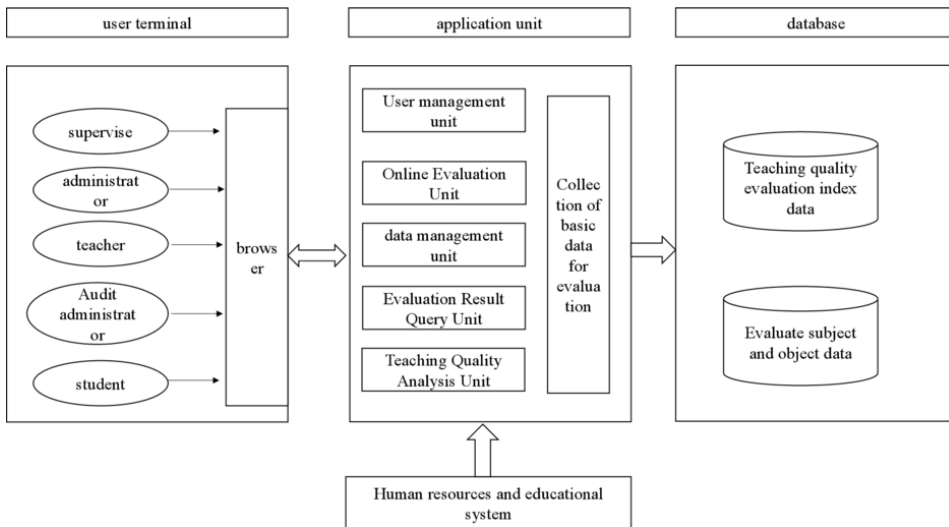 user terminal
application unit
database
supervise
administrat
or
teacher
Audit
administrat
or
student
brows
er
User management
unit
Online Evaluation
Unit
data management
unit
Evaluation Result
Query Unit
Teaching Quality
Analysis Unit
Collec
tion of
basic
data
for
evalua
tion
Teaching quality
evaluation index
data
Evaluate subject
and object data
Human resources and educational
system